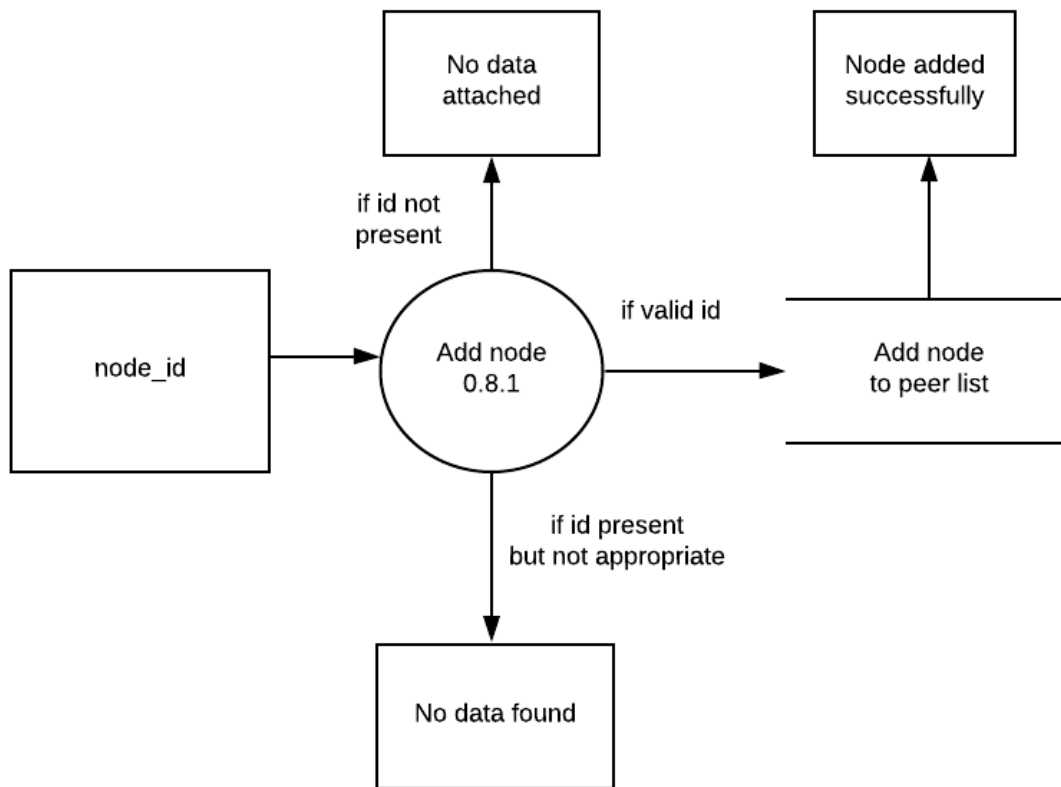 No data
attached
Node added
successfully
if id not
present
if valid id
node_id
Add node
0.8.1
Add node
to peer list
if id present
but not appropriate
No data found